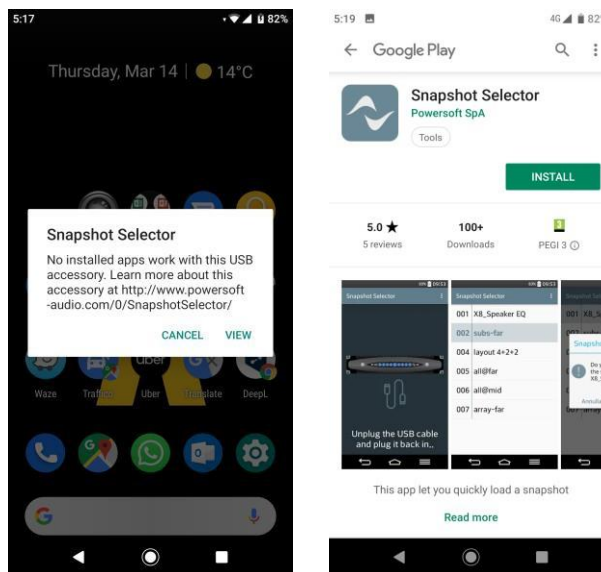 5:17
82%
Thursday, Mar 14 | 14°C
Snapshot Selector
No installed apps work with this USB
accessory. Learn more about this
accessory at http://www.powersoft
-audio.com/0/SnapshotSelector/
CANCEL VIEW
Waze Uber Translate DeepL
G
5:19
4G 82%
Google Play
Snapshot Selector
Powersoft SpA
Tools
INSTALL
5.0 ★ 100+ 3
5 reviews Downloads PEGI 3
Snapshot Selector
Unplug the USB cable
and plug it back in..
Snapshot Selector
001 X8_Speaker EQ
002 subs-far
004 layout 4+2+2
005 all@far
006 all@mid
007 array-far
This app let you quickly load a snapshot
Read more